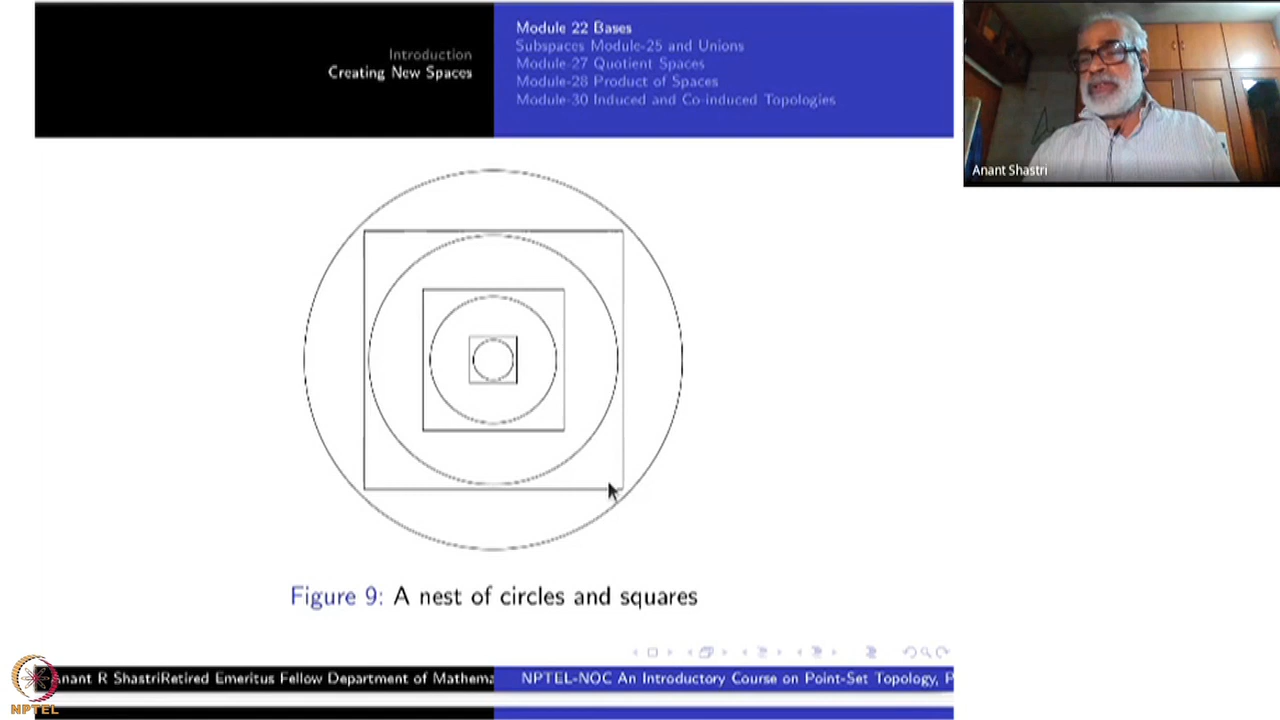 Introduction
Creating New Spaces
Module 22 Bases
Subspaces Module-25 and Unions
Module-27 Quotient Spaces
Module-28 Product of Spaces
Module-30 Induced and Co-induced Topologies
Anant Shastri
Figure 9: A nest of circles and squares
Anant R ShastriRetired Emeritus Fellow Department of Mathema
NPTEL-NOC An Introductory Course on Point-Set Topology, P
NPTEL